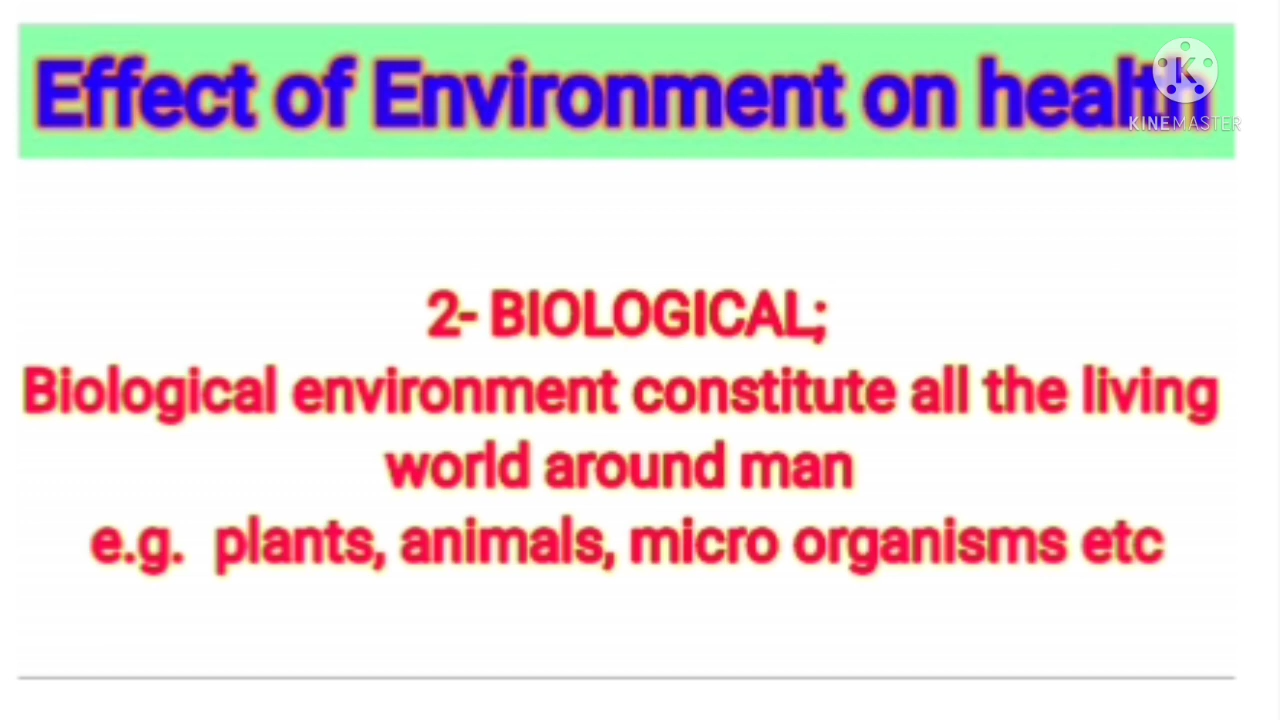 Effect of Environment on health
K
KINEMASTER
2- BIOLOGICAL;
Biological environment constitute all the living
world around man
e.g. plants, animals, micro organisms etc